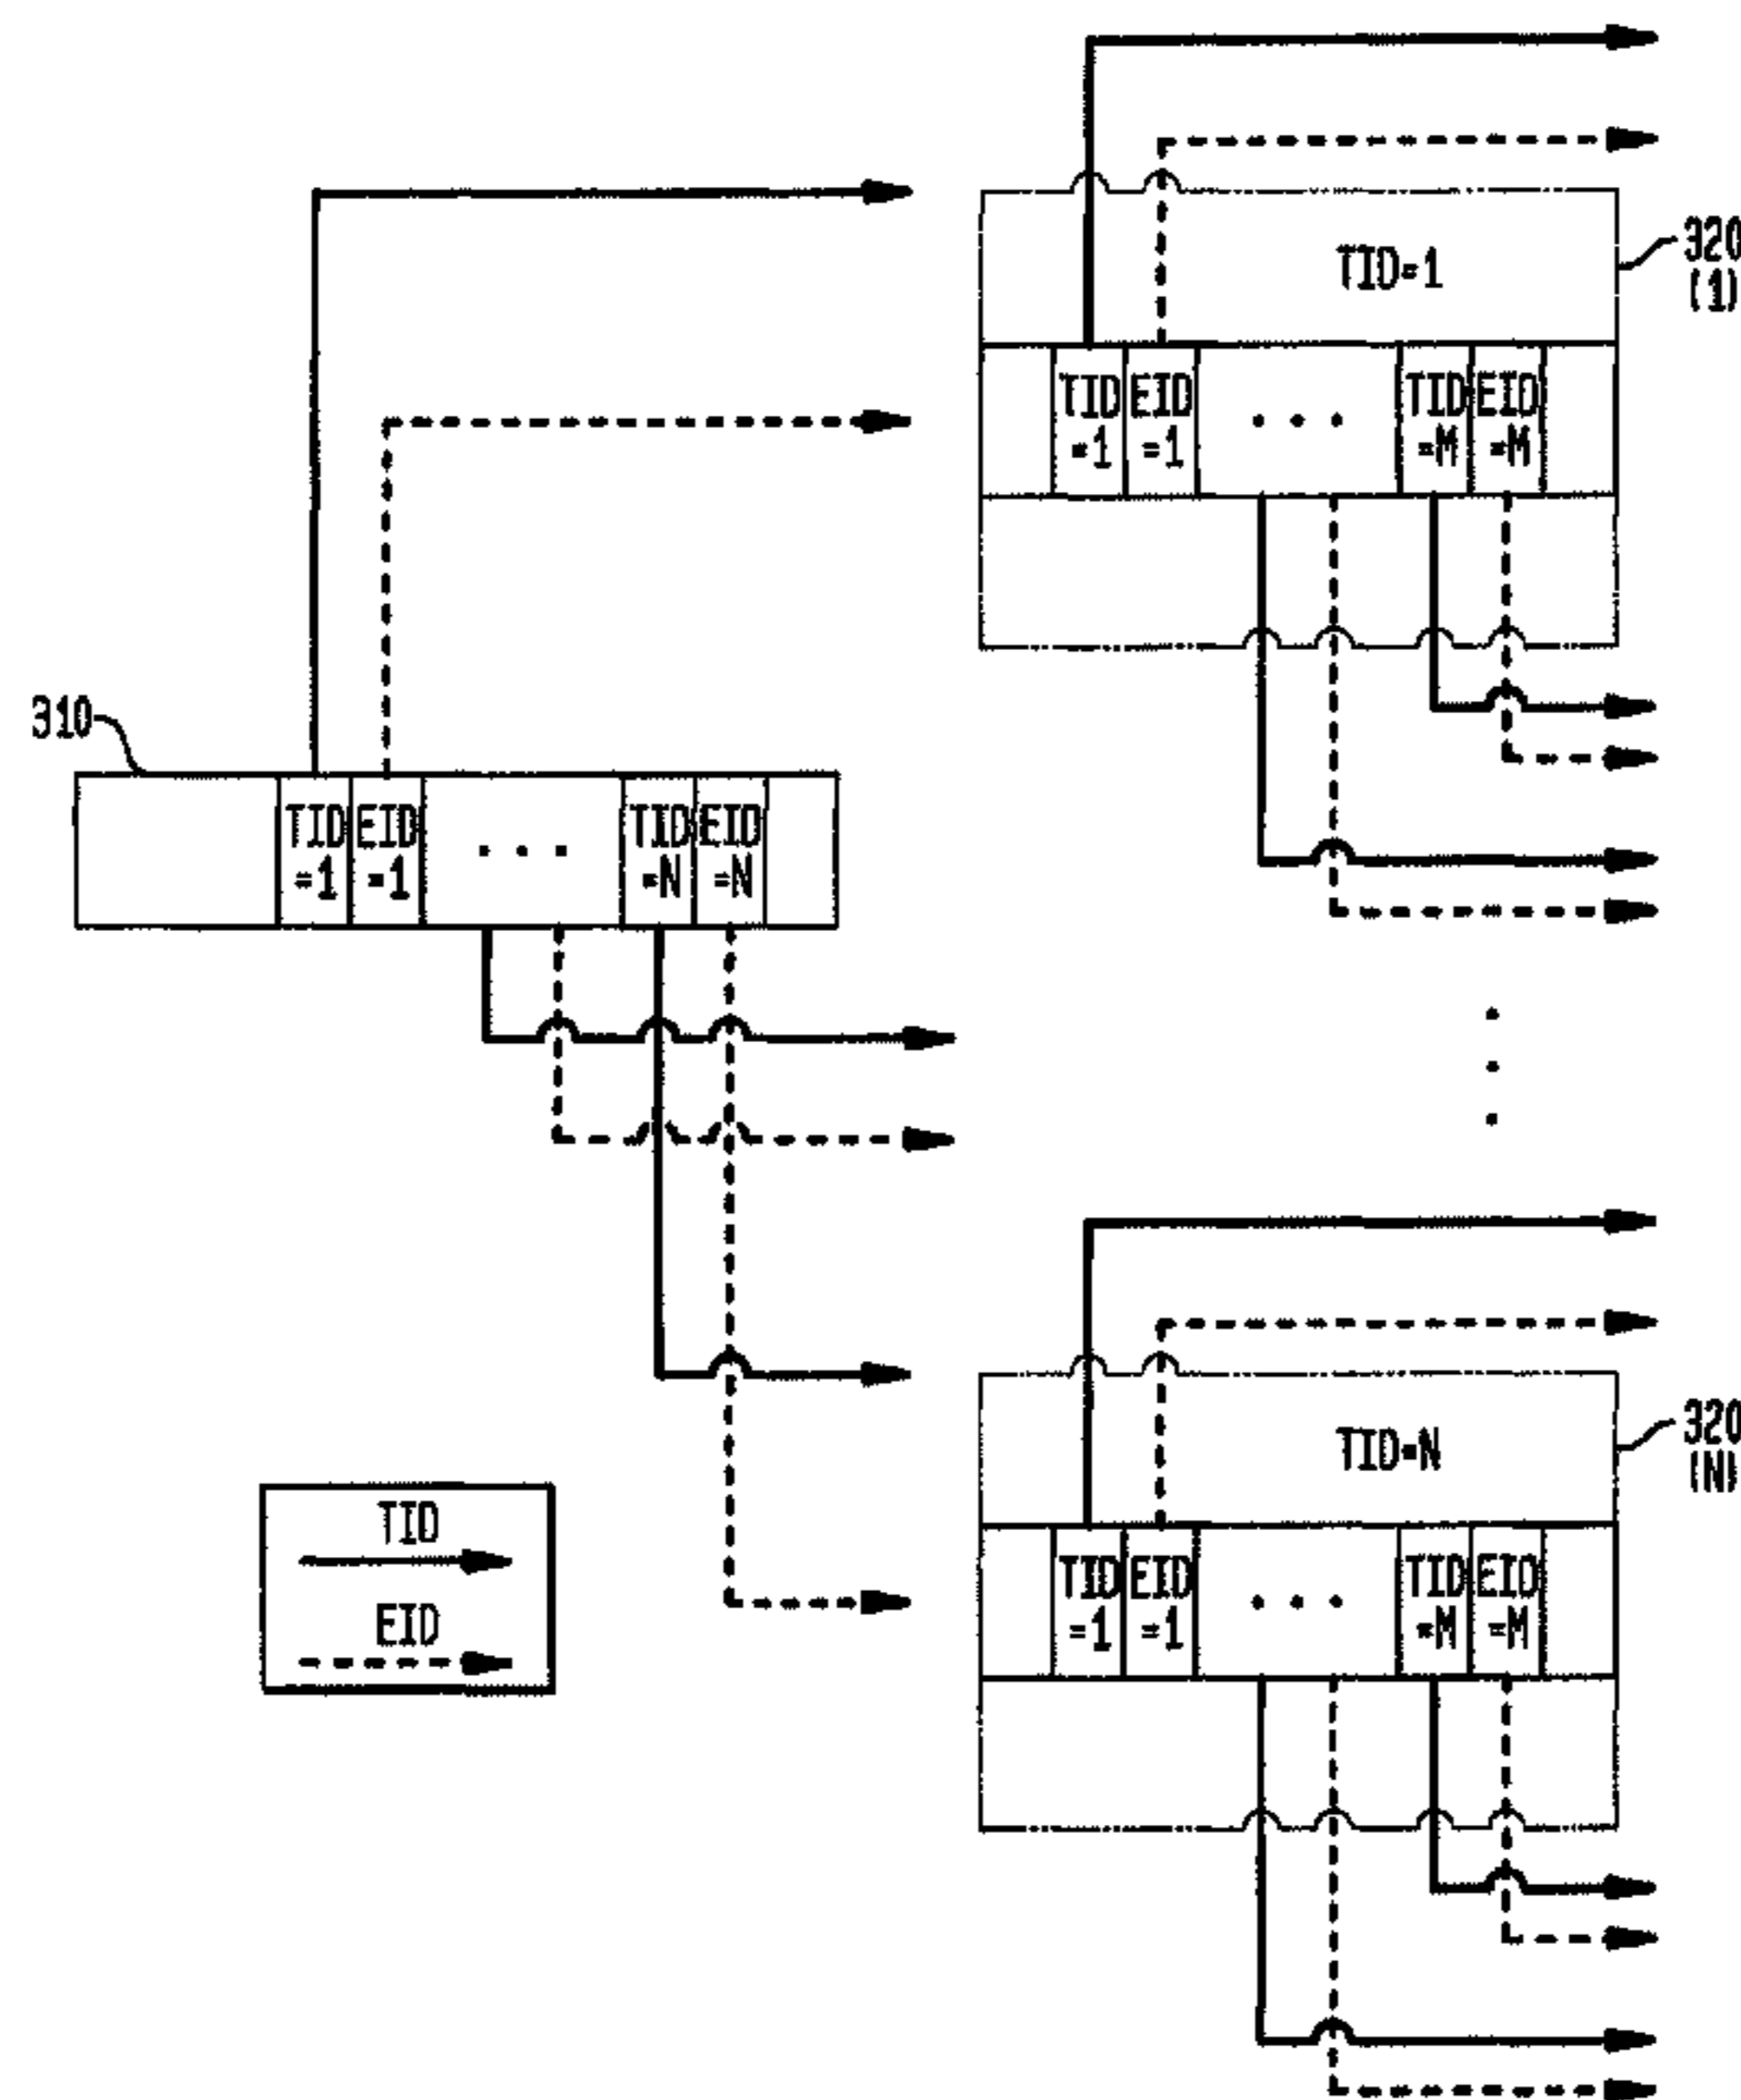 TID=1
320
(1)
TID EID TID EID
=1 =1 • • • =M =M
310
TID EID TID EID
=1 =1 • • • =N =N
TID=N
320
(N)
TID
EID
TID EID TID EID
=1 =1 • • • =M =M